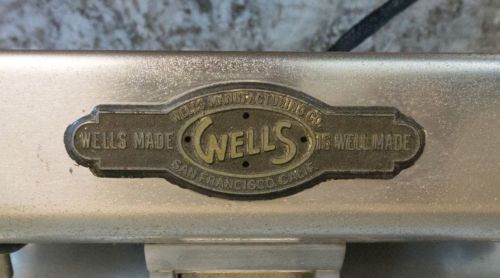 WELLS MANUFACTURING CO.
WELLS MADE
WELLS
IS WELL MADE
SAN FRANCISCO, CALIF.